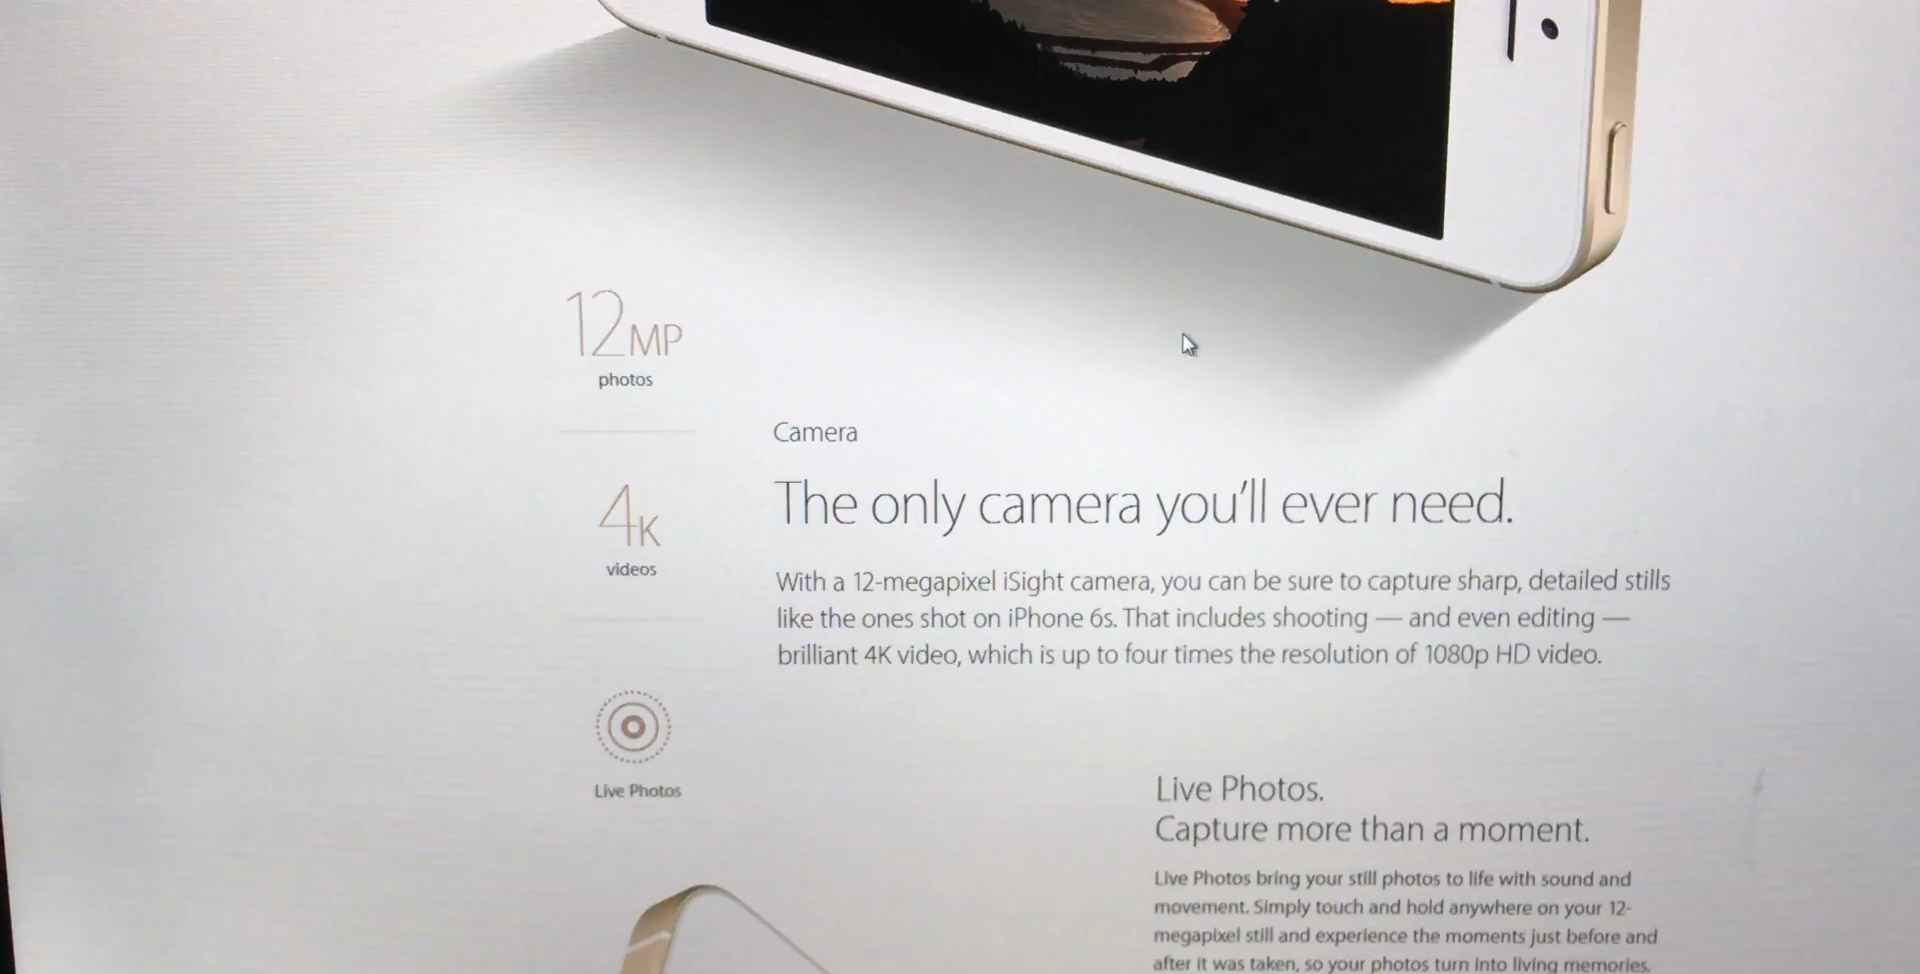 12MP
photos
4K
videos
Live Photos
Camera
The only camera you'll ever need.
With a 12-megapixel iSight camera, you can be sure to capture sharp, detailed stills
like the ones shot on iPhone 6s. That includes shooting — and even editing —
brilliant 4K video, which is up to four times the resolution of 1080p HD video.
Live Photos.
Capture more than a moment.
Live Photos bring your still photos to life with sound and
movement. Simply touch and hold anywhere on your 12-
megapixel still and experience the moments just before and
after it was taken, so your photos turn into living memories.